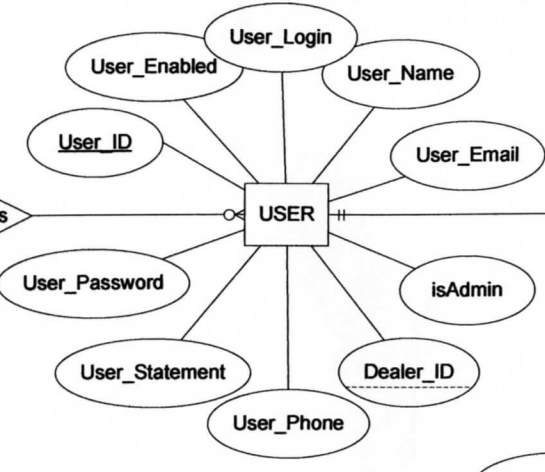 User_Login
User_Enabled
User_Name
User_ID
User_Email
s
USER
User_Password
isAdmin
User_Statement
Dealer_ID
User_Phone